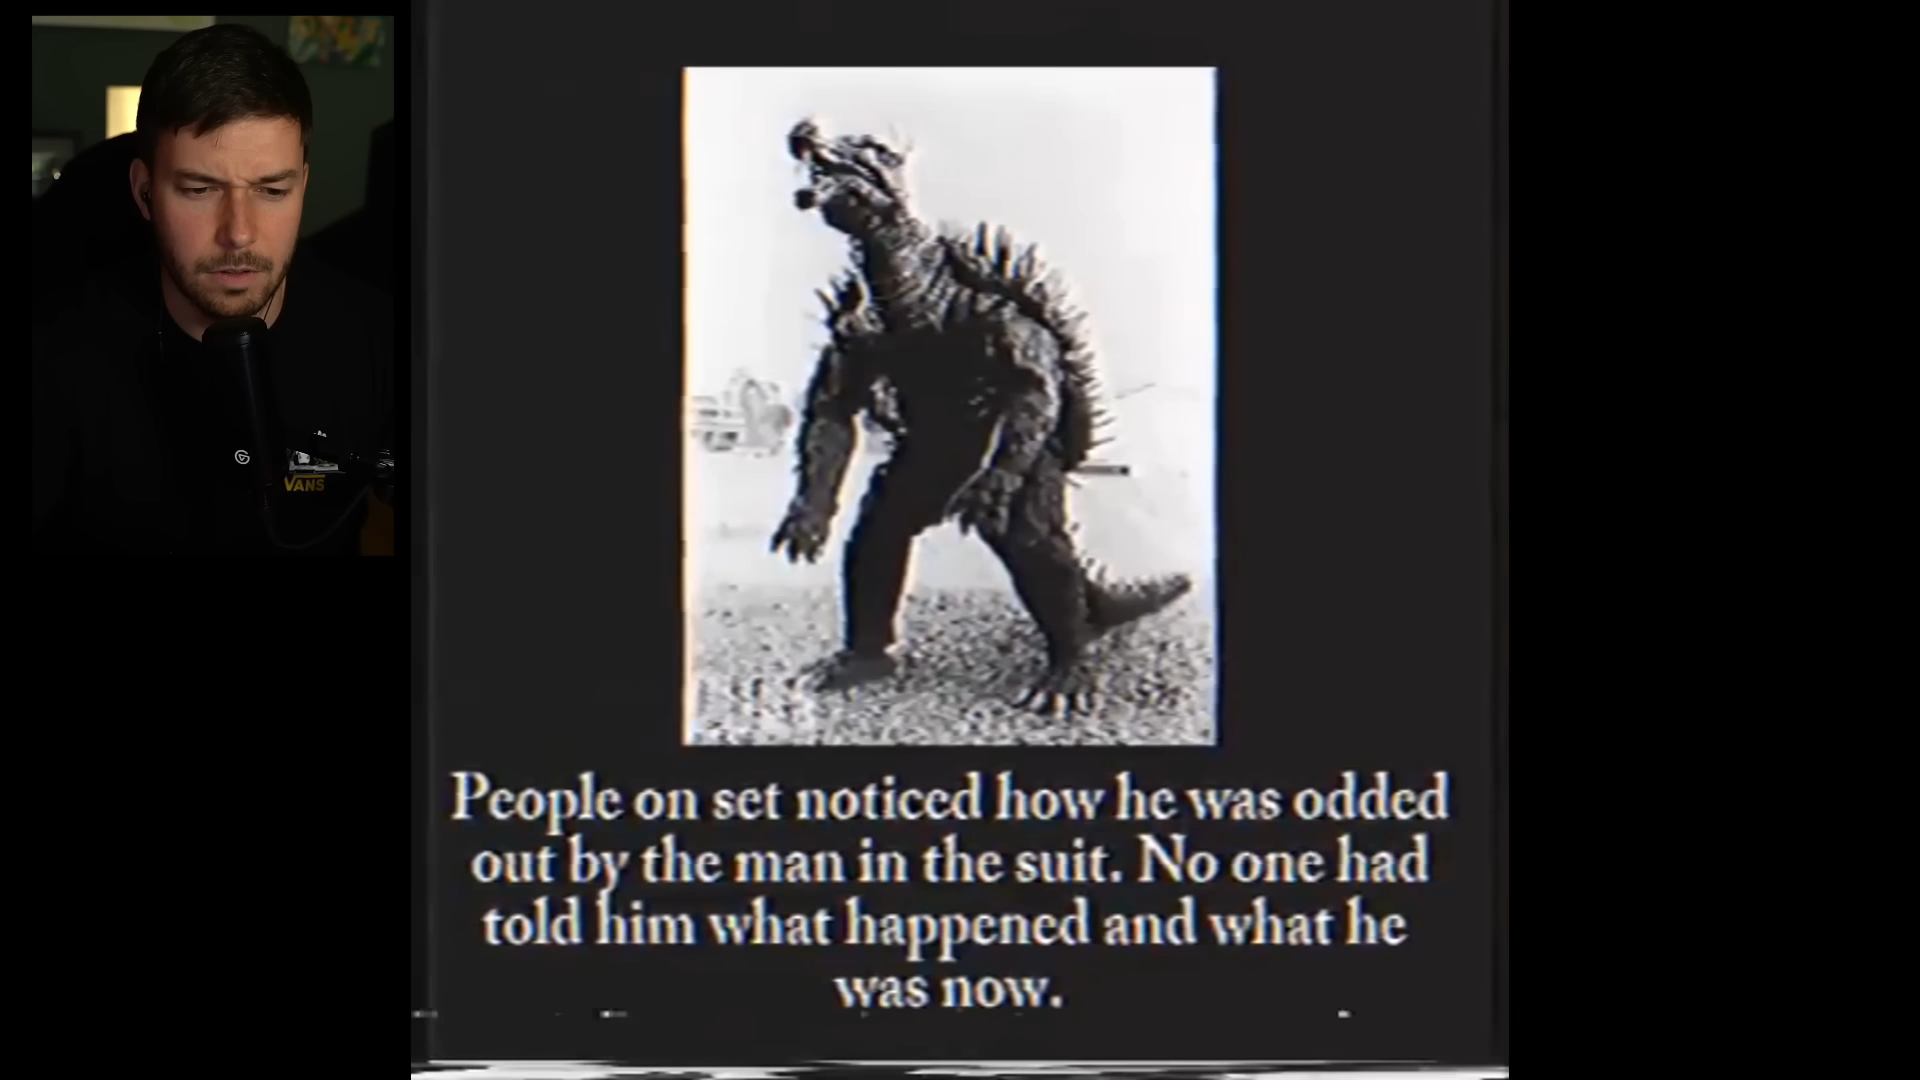 VANS
People on set noticed how he was odded
out by the man in the suit. No one had
told him what happened and what he
was now.